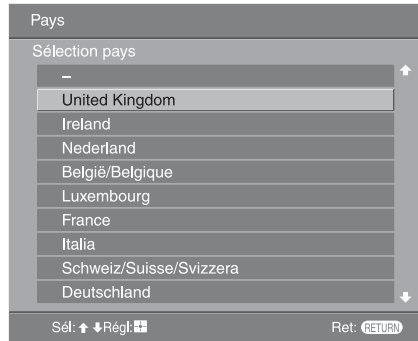 Pays
Sélection pays
–
United Kingdom
Ireland
Nederland
België/Belgique
Luxembourg
France
Italia
Schweiz/Suisse/Svizzera
Deutschland
Sél: Régl: Ret: RETURN